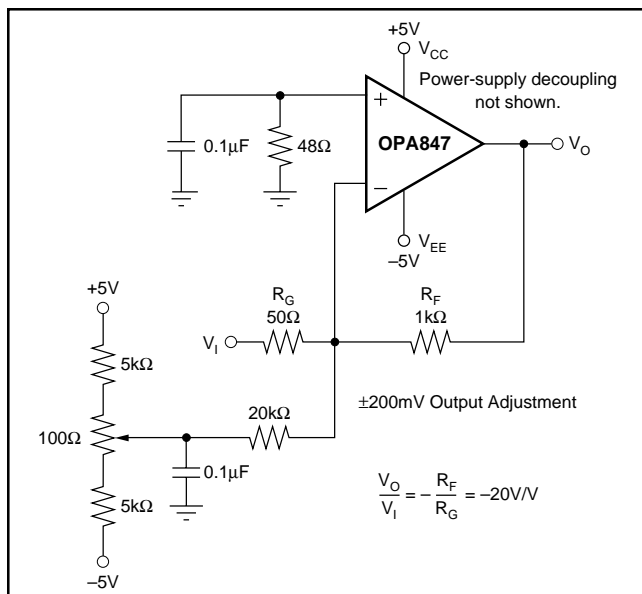 +5V
V_CC
Power-supply decoupling
not shown.
+
0.1μF
48Ω
OPA847
V_O
−
V_EE
–5V
+5V
R_G
50Ω
R_F
1kΩ
V_I
5kΩ
±200mV Output Adjustment
20kΩ
100Ω
0.1μF
V_O/V_I = – R_F/R_G = –20V/V
5kΩ
–5V